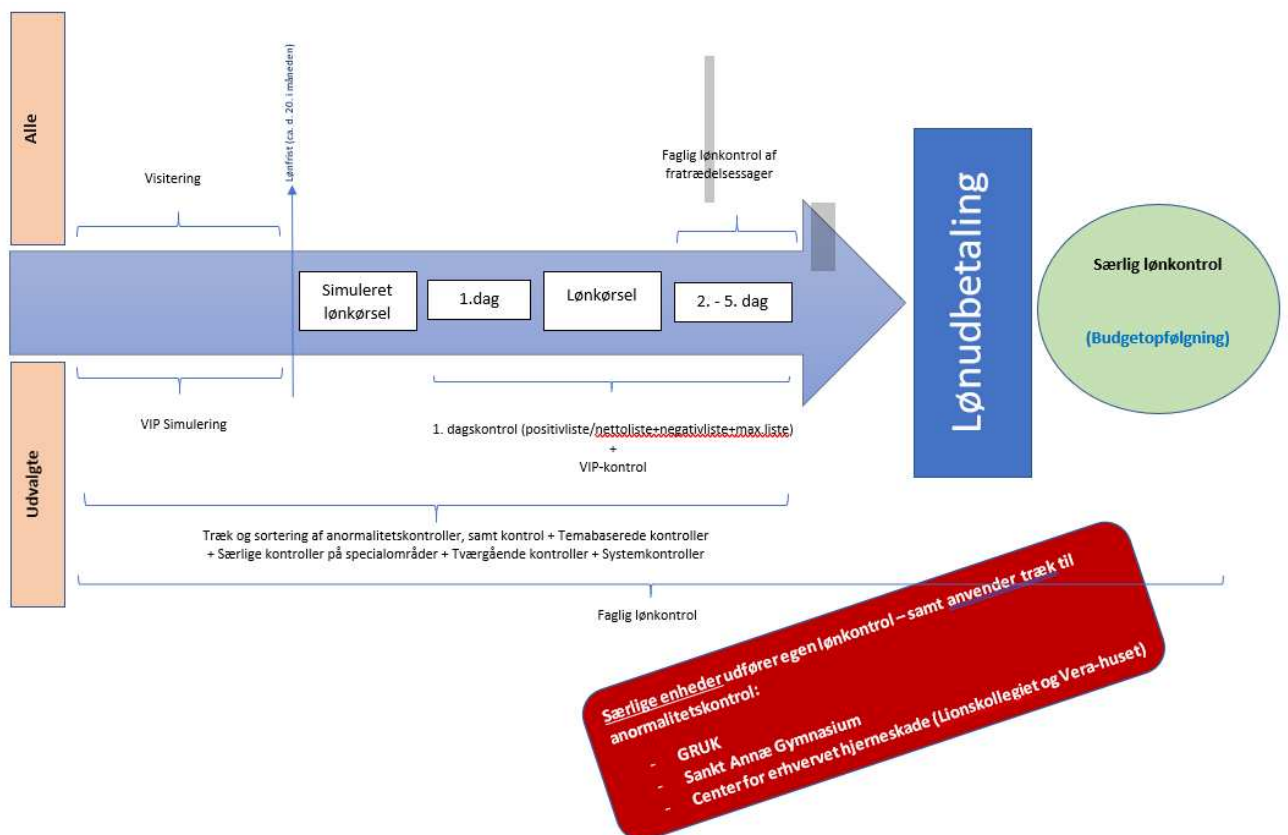 Alle
Lønfrist (ca. d. 20. i måneden)
Visitering
Faglig lønkontrol af
fratrædelsessager
Simuleret
lønkørsel
1.dag
Lønkørsel
2. - 5. dag
Lønudbetaling
Særlig lønkontrol
(Budgetopfølgning)
Udvalgte
VIP Simulering
1. dagskontrol (positivliste/nettoliste+negativliste+max.liste)
+
VIP-kontrol
Træk og sortering af anormalitetskontroller, samt kontrol + Temabaserede kontroller
+ Særlige kontroller på specialområder + Tværgående kontroller + Systemkontroller
Faglig lønkontrol
Særlige enheder udfører egen lønkontrol – samt anvender træk til
anormalitetskontrol:
- GRUK
- Sankt Annæ Gymnasium
- Center for erhvervet hjerneskade (Lionskollegiet og Vera-huset)